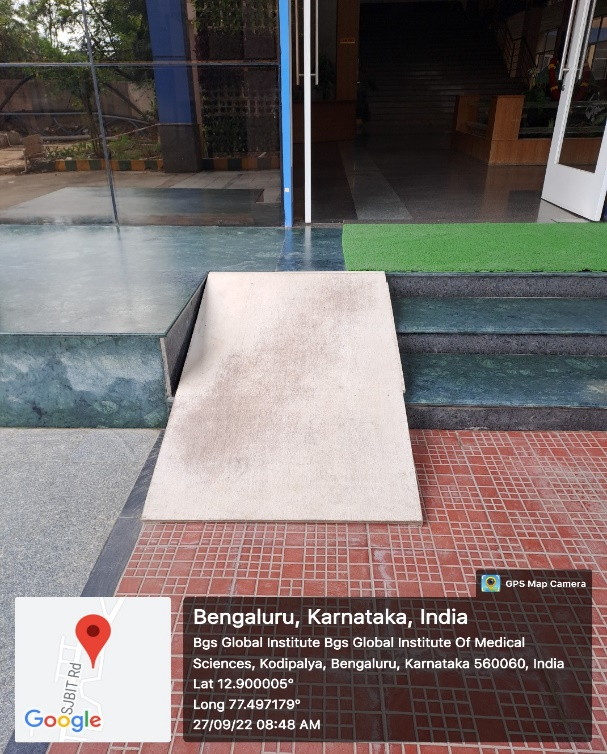 GPS Map Camera
Bengaluru, Karnataka, India
Bgs Global Institute Bgs Global Institute Of Medical
Sciences, Kodipalya, Bengaluru, Karnataka 560060, India
Lat 12.900005°
Long 77.497179°
27/09/22 08:48 AM
SJBIT Rd
Google